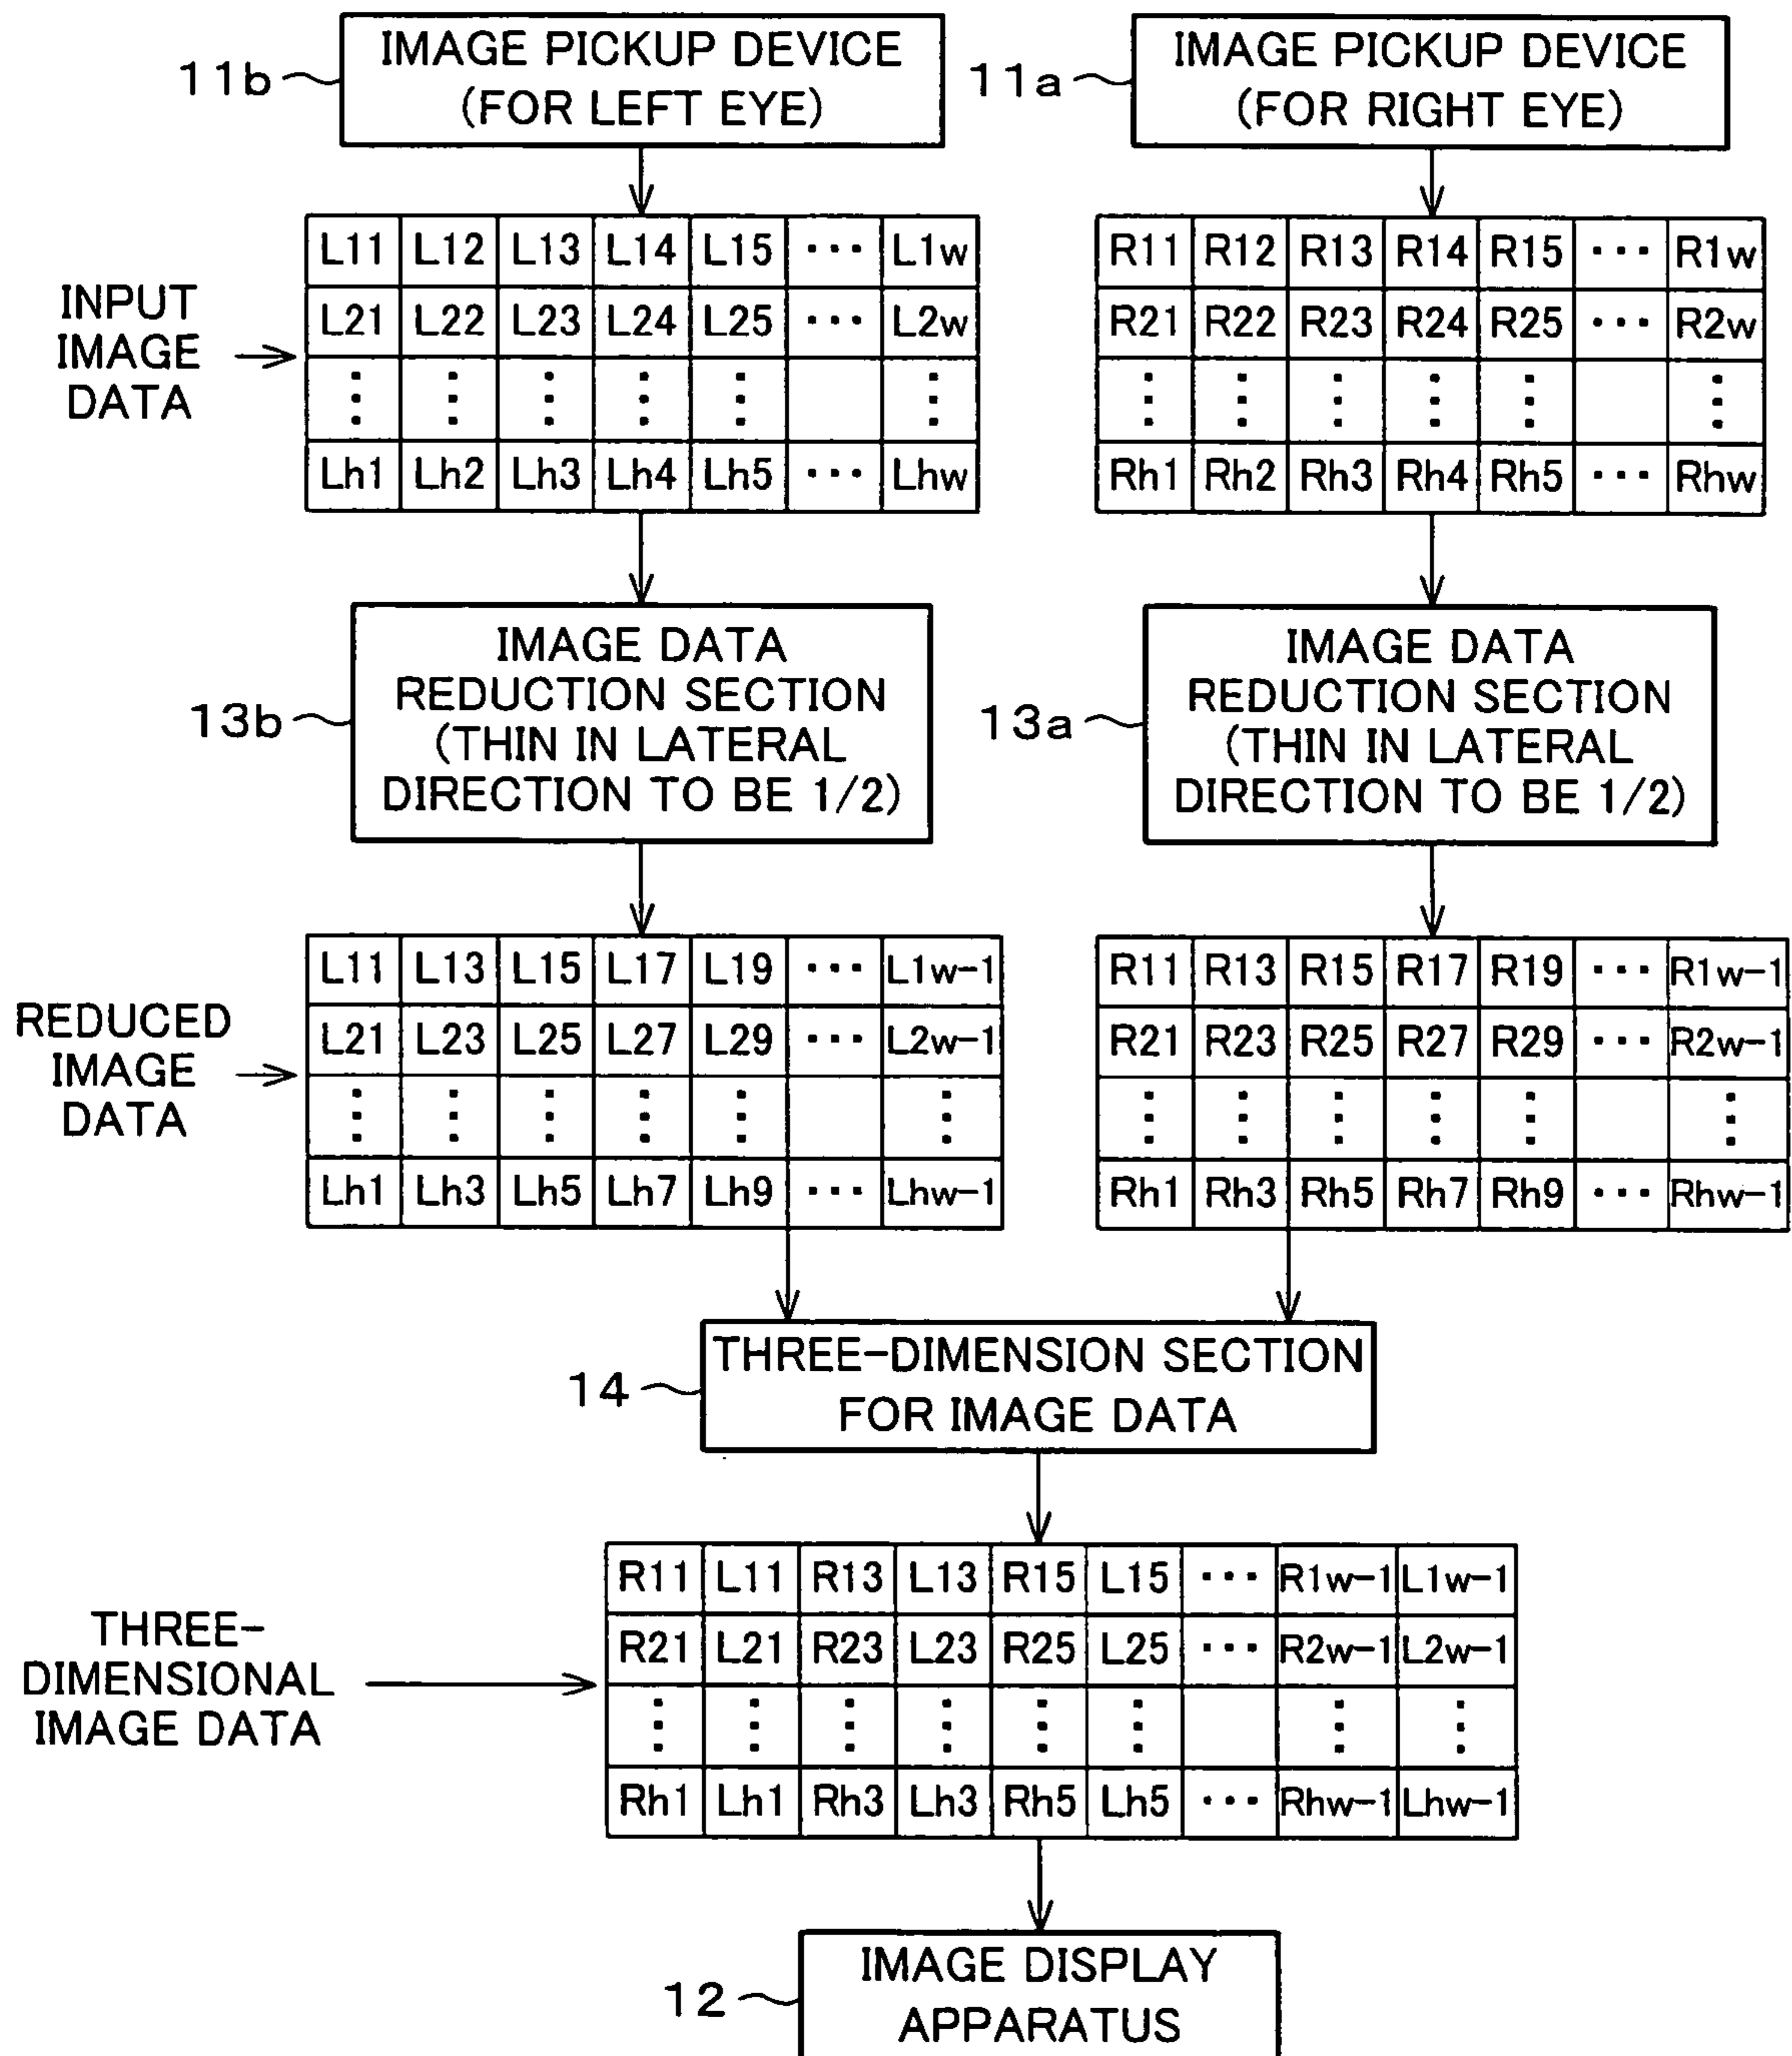 IMAGE PICKUP DEVICE
(FOR LEFT EYE)
11b
IMAGE PICKUP DEVICE
(FOR RIGHT EYE)
11a
INPUT
IMAGE
DATA
L11 L12 L13 L14 L15 ··· L1w
L21 L22 L23 L24 L25 ··· L2w
⋮ ⋮ ⋮ ⋮ ⋮ ⋮
Lh1 Lh2 Lh3 Lh4 Lh5 ··· Lhw
R11 R12 R13 R14 R15 ··· R1w
R21 R22 R23 R24 R25 ··· R2w
⋮ ⋮ ⋮ ⋮ ⋮ ⋮
Rh1 Rh2 Rh3 Rh4 Rh5 ··· Rhw
13b
IMAGE DATA
REDUCTION SECTION
(THIN IN LATERAL
DIRECTION TO BE 1/2)
13a
IMAGE DATA
REDUCTION SECTION
(THIN IN LATERAL
DIRECTION TO BE 1/2)
REDUCED
IMAGE
DATA
L11 L13 L15 L17 L19 ··· L1w-1
L21 L23 L25 L27 L29 ··· L2w-1
⋮ ⋮ ⋮ ⋮ ⋮ ⋮
Lh1 Lh3 Lh5 Lh7 Lh9 ··· Lhw-1
R11 R13 R15 R17 R19 ··· R1w-1
R21 R23 R25 R27 R29 ··· R2w-1
⋮ ⋮ ⋮ ⋮ ⋮ ⋮
Rh1 Rh3 Rh5 Rh7 Rh9 ··· Rhw-1
14
THREE-DIMENSION SECTION
FOR IMAGE DATA
THREE-
DIMENSIONAL
IMAGE DATA
R11 L11 R13 L13 R15 L15 ··· R1w-1 L1w-1
R21 L21 R23 L23 R25 L25 ··· R2w-1 L2w-1
⋮ ⋮ ⋮ ⋮ ⋮ ⋮ ⋮ ⋮
Rh1 Lh1 Rh3 Lh3 Rh5 Lh5 ··· Rhw-1 Lhw-1
12
IMAGE DISPLAY
APPARATUS